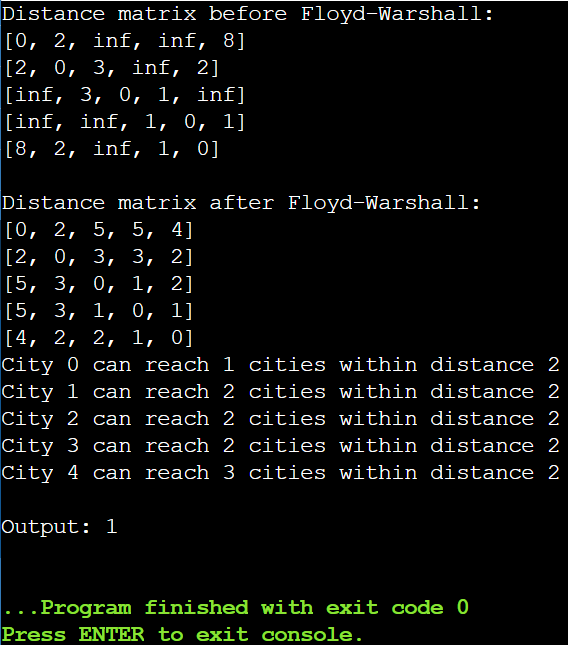 Distance matrix before Floyd-Warshall:
[0, 2, inf, inf, 8]
[2, 0, 3, inf, 2]
[inf, 3, 0, 1, inf]
[inf, inf, 1, 0, 1]
[8, 2, inf, 1, 0]
Distance matrix after Floyd-Warshall:
[0, 2, 5, 5, 4]
[2, 0, 3, 3, 2]
[5, 3, 0, 1, 2]
[5, 3, 1, 0, 1]
[4, 2, 2, 1, 0]
City 0 can reach 1 cities within distance 2
City 1 can reach 2 cities within distance 2
City 2 can reach 2 cities within distance 2
City 3 can reach 2 cities within distance 2
City 4 can reach 3 cities within distance 2
Output: 1
...Program finished with exit code 0
Press ENTER to exit console.